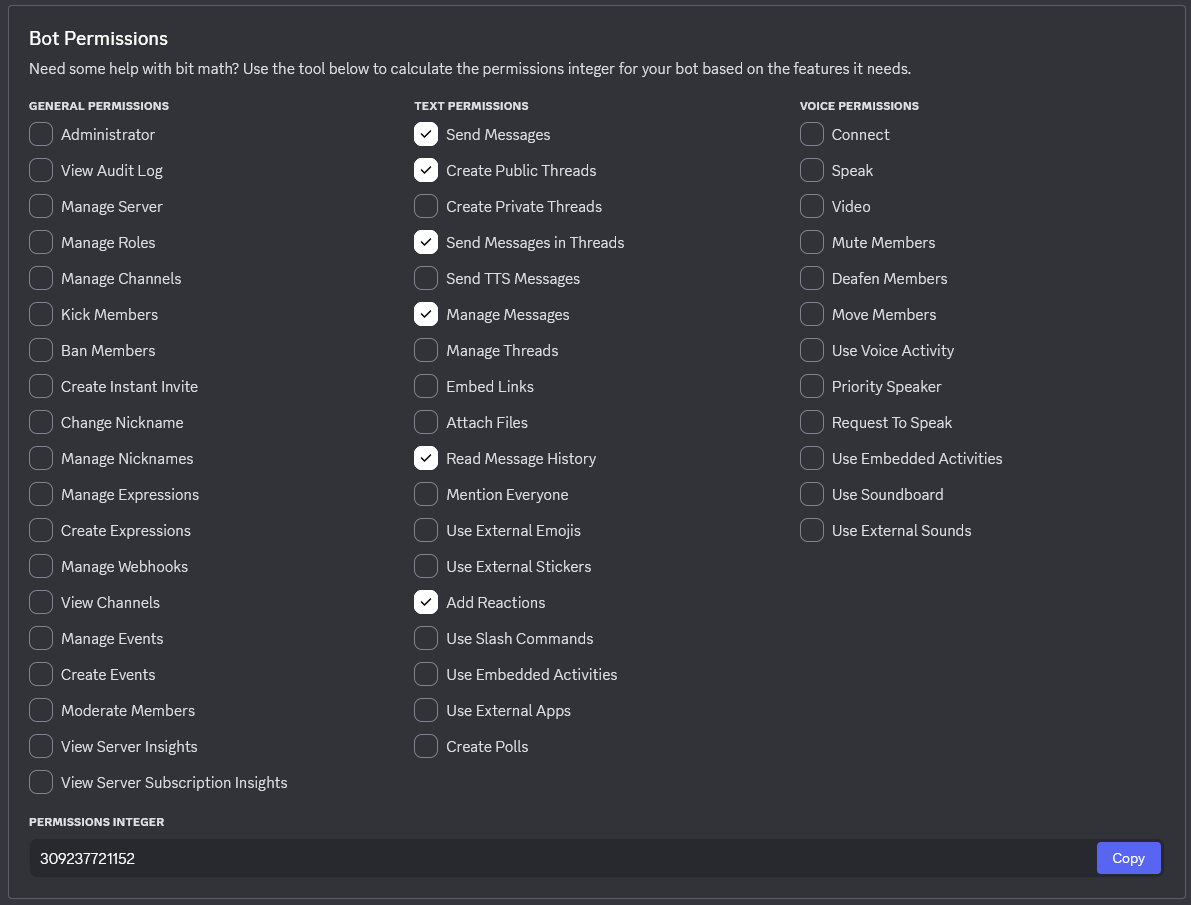 Bot Permissions
Need some help with bit math? Use the tool below to calculate the permissions integer for your bot based on the features it needs.
GENERAL PERMISSIONS
Administrator
View Audit Log
Manage Server
Manage Roles
Manage Channels
Kick Members
Ban Members
Create Instant Invite
Change Nickname
Manage Nicknames
Manage Expressions
Create Expressions
Manage Webhooks
View Channels
Manage Events
Create Events
Moderate Members
View Server Insights
View Server Subscription Insights
TEXT PERMISSIONS
Send Messages
Create Public Threads
Create Private Threads
Send Messages in Threads
Send TTS Messages
Manage Messages
Manage Threads
Embed Links
Attach Files
Read Message History
Mention Everyone
Use External Emojis
Use External Stickers
Add Reactions
Use Slash Commands
Use Embedded Activities
Use External Apps
Create Polls
VOICE PERMISSIONS
Connect
Speak
Video
Mute Members
Deafen Members
Move Members
Use Voice Activity
Priority Speaker
Request To Speak
Use Embedded Activities
Use Soundboard
Use External Sounds
PERMISSIONS INTEGER
309237721152
Copy